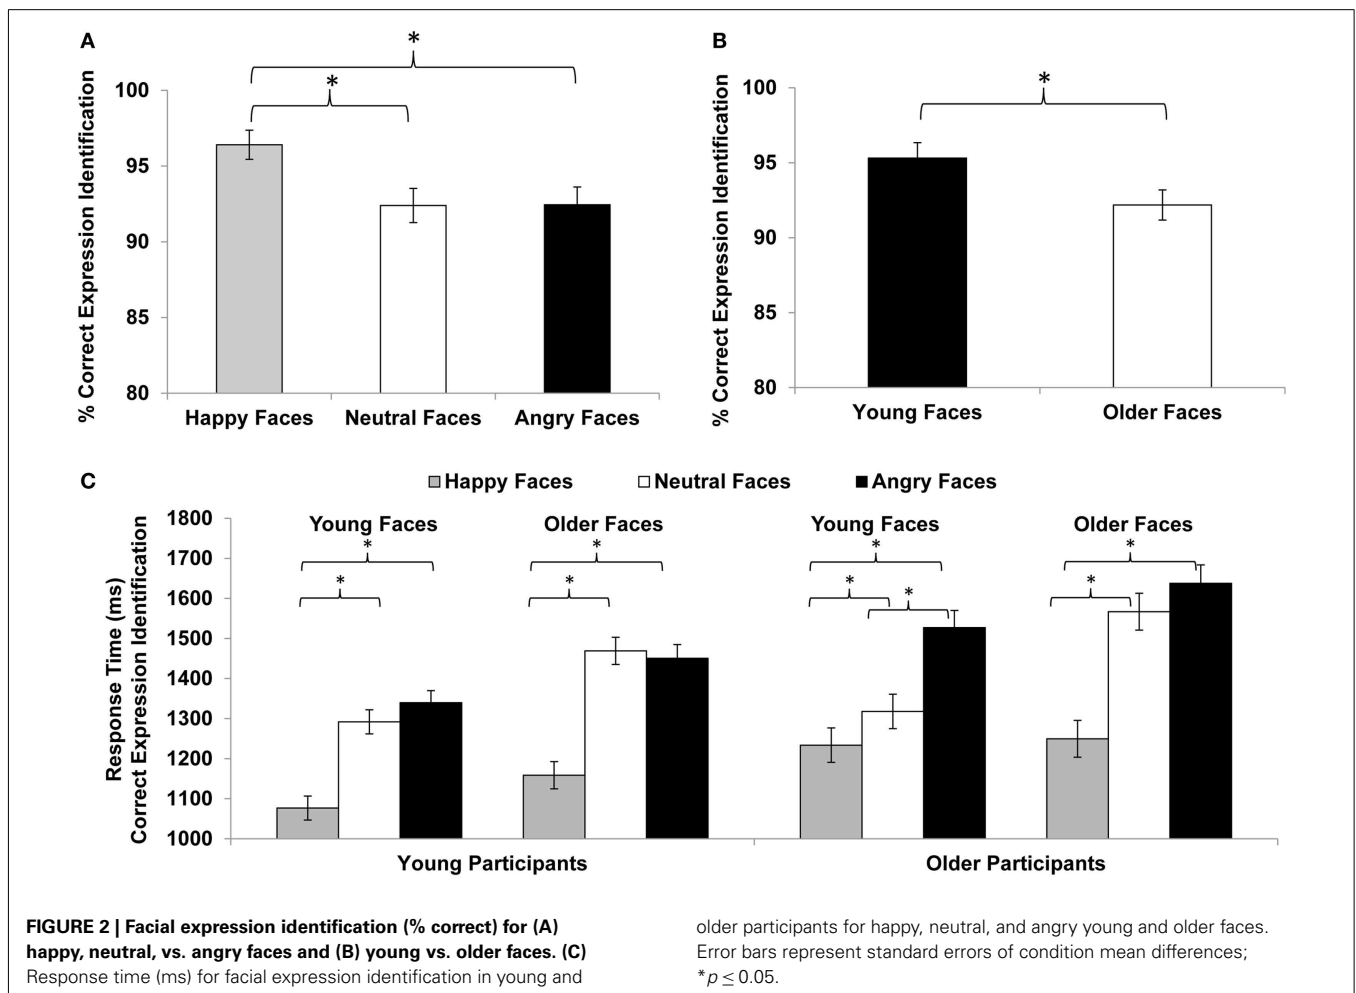 A
*
*
% Correct Expression Identification
100
95
90
85
80
Happy Faces Neutral Faces Angry Faces
B
*
% Correct Expression Identification
100
95
90
85
80
Young Faces Older Faces
C
Happy Faces Neutral Faces Angry Faces
Response Time (ms)
Correct Expression Identification
1800
1700
1600
1500
1400
1300
1200
1100
1000
Young Faces Older Faces Young Faces Older Faces
* * * *
* * * * *
Young Participants Older Participants
FIGURE 2 | Facial expression identification (% correct) for (A)
happy, neutral, vs. angry faces and (B) young vs. older faces. (C)
Response time (ms) for facial expression identification in young and
older participants for happy, neutral, and angry young and older faces.
Error bars represent standard errors of condition mean differences;
*p ≤ 0.05.